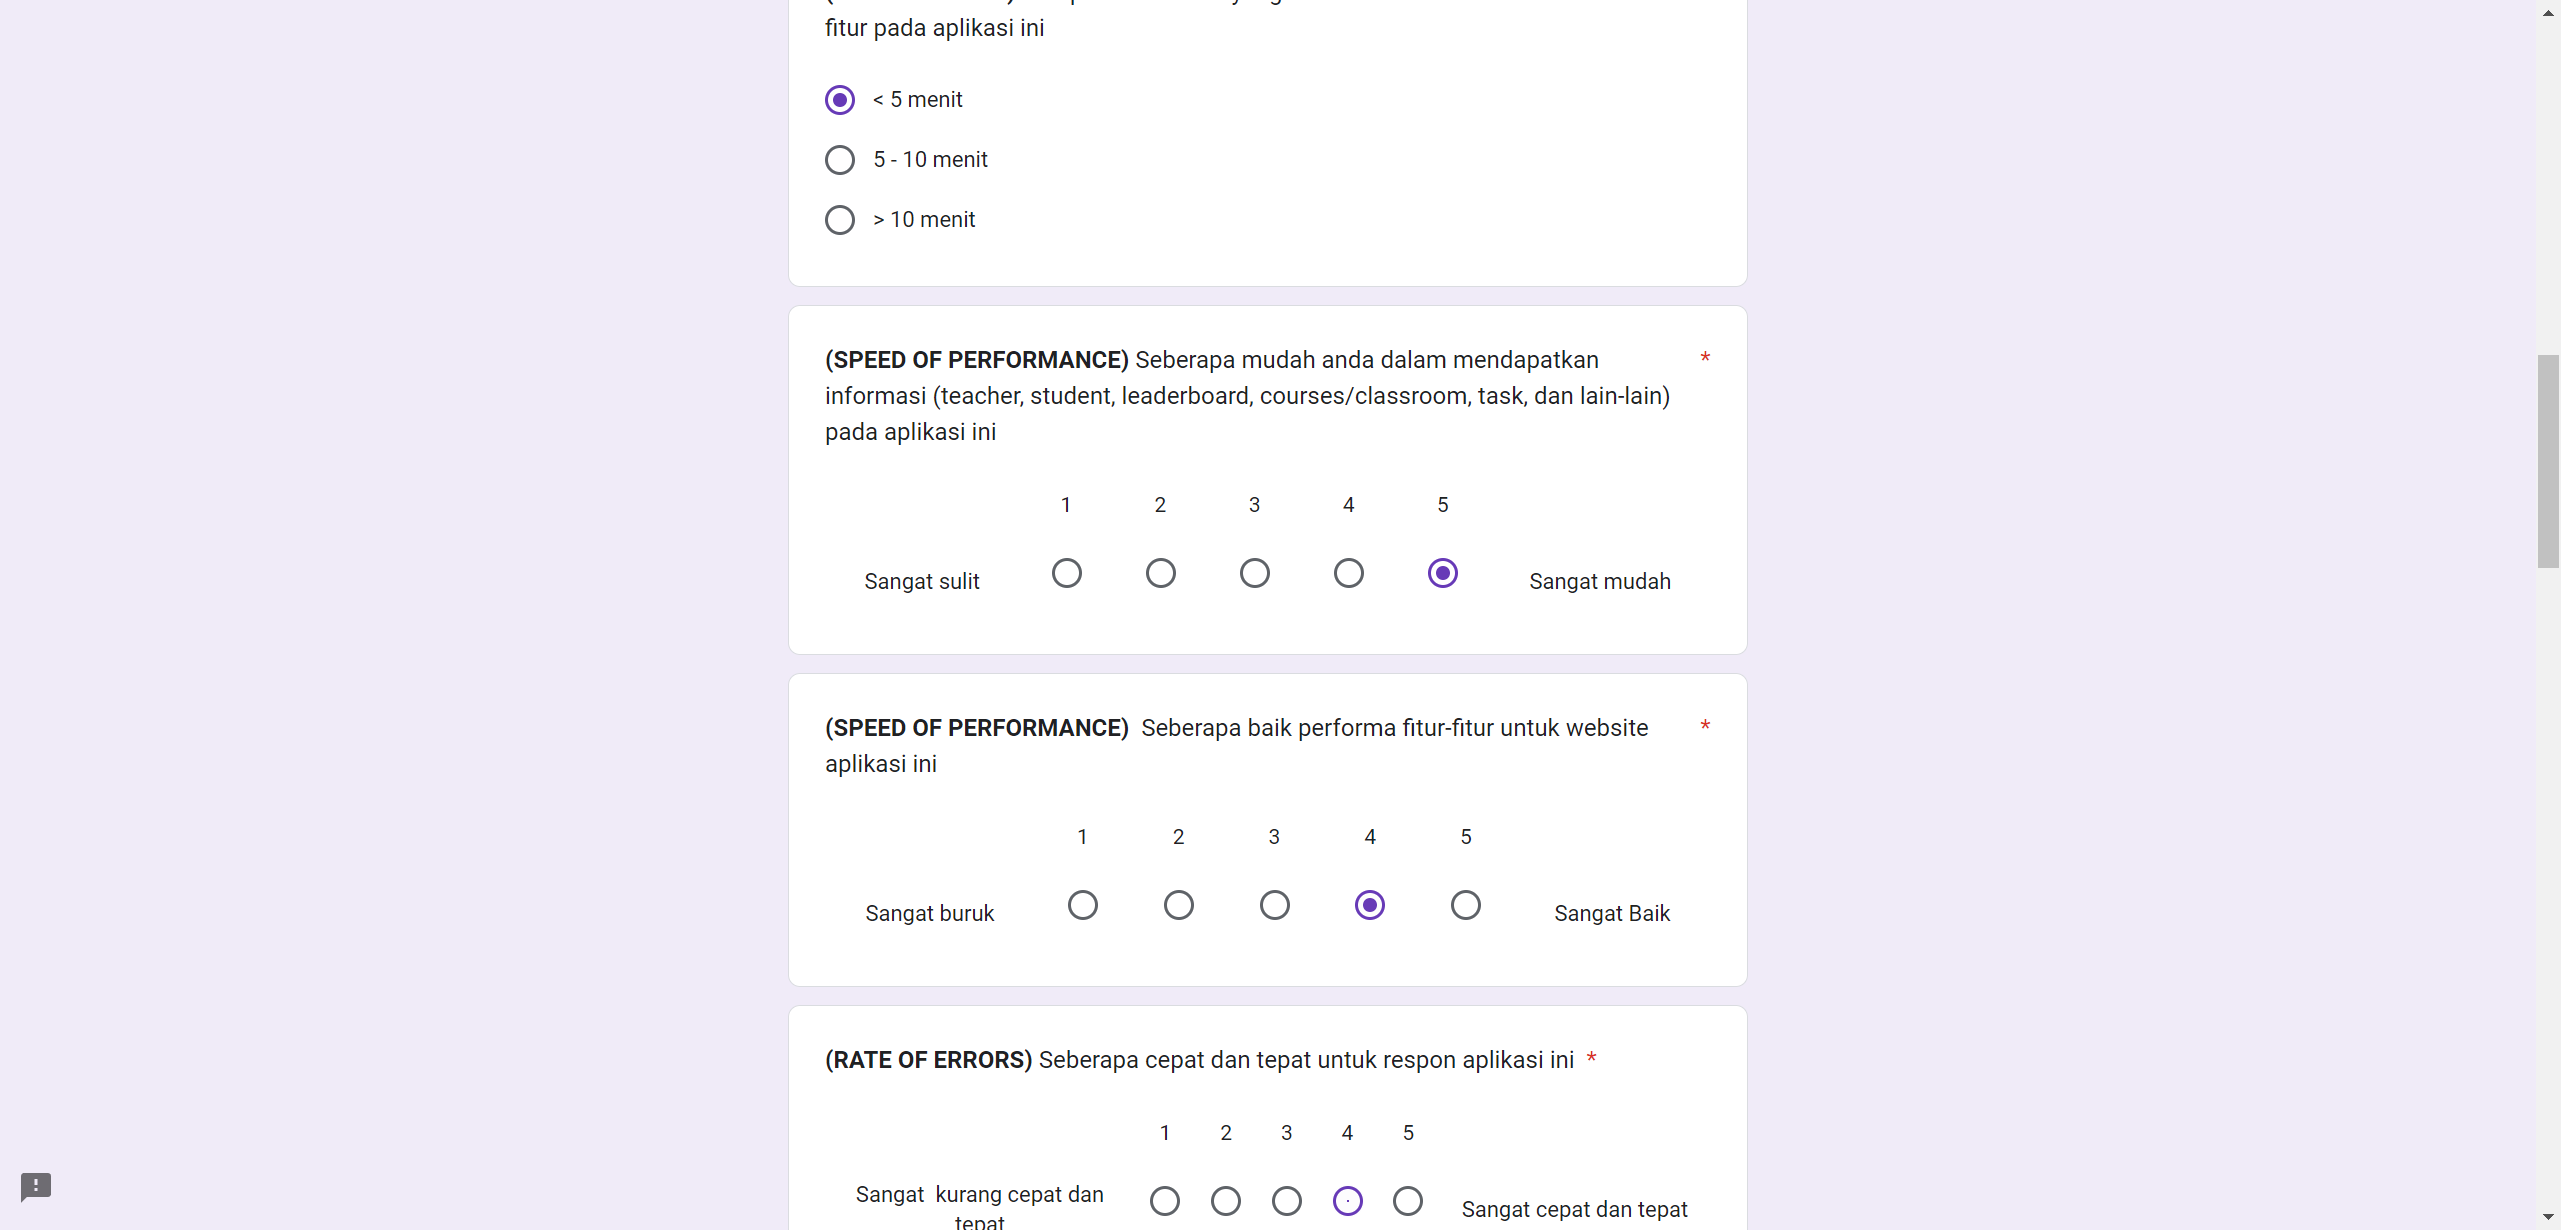 fitur pada aplikasi ini
< 5 menit
5 - 10 menit
> 10 menit
(SPEED OF PERFORMANCE) Seberapa mudah anda dalam mendapatkan *
informasi (teacher, student, leaderboard, courses/classroom, task, dan lain-lain)
pada aplikasi ini
1 2 3 4 5
Sangat sulit Sangat mudah
(SPEED OF PERFORMANCE)  Seberapa baik performa fitur-fitur untuk website *
aplikasi ini
1 2 3 4 5
Sangat buruk Sangat Baik
(RATE OF ERRORS) Seberapa cepat dan tepat untuk respon aplikasi ini *
1 2 3 4 5
Sangat  kurang cepat dan
tepat
Sangat cepat dan tepat